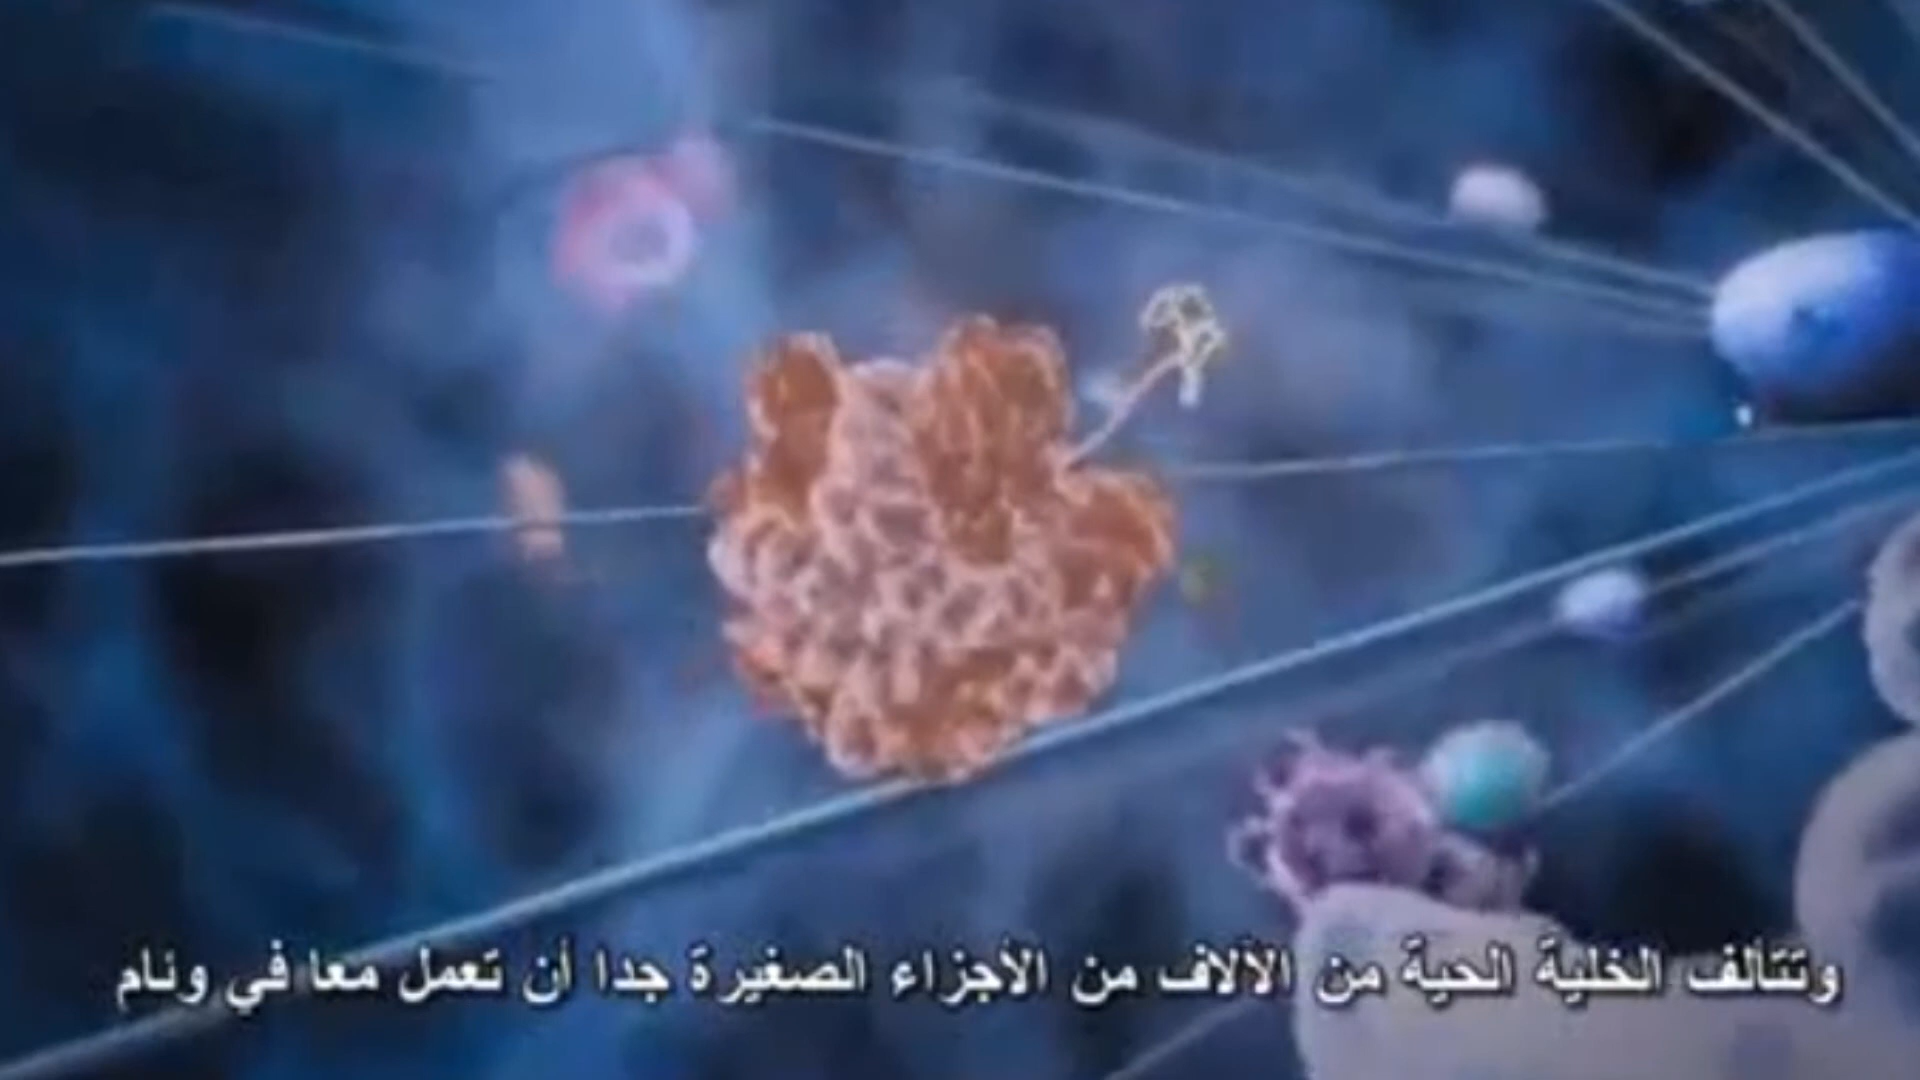 وتتألف الخلية الحية من الآلاف من الأجزاء الصغيرة جدا أن تعمل معا في وئام